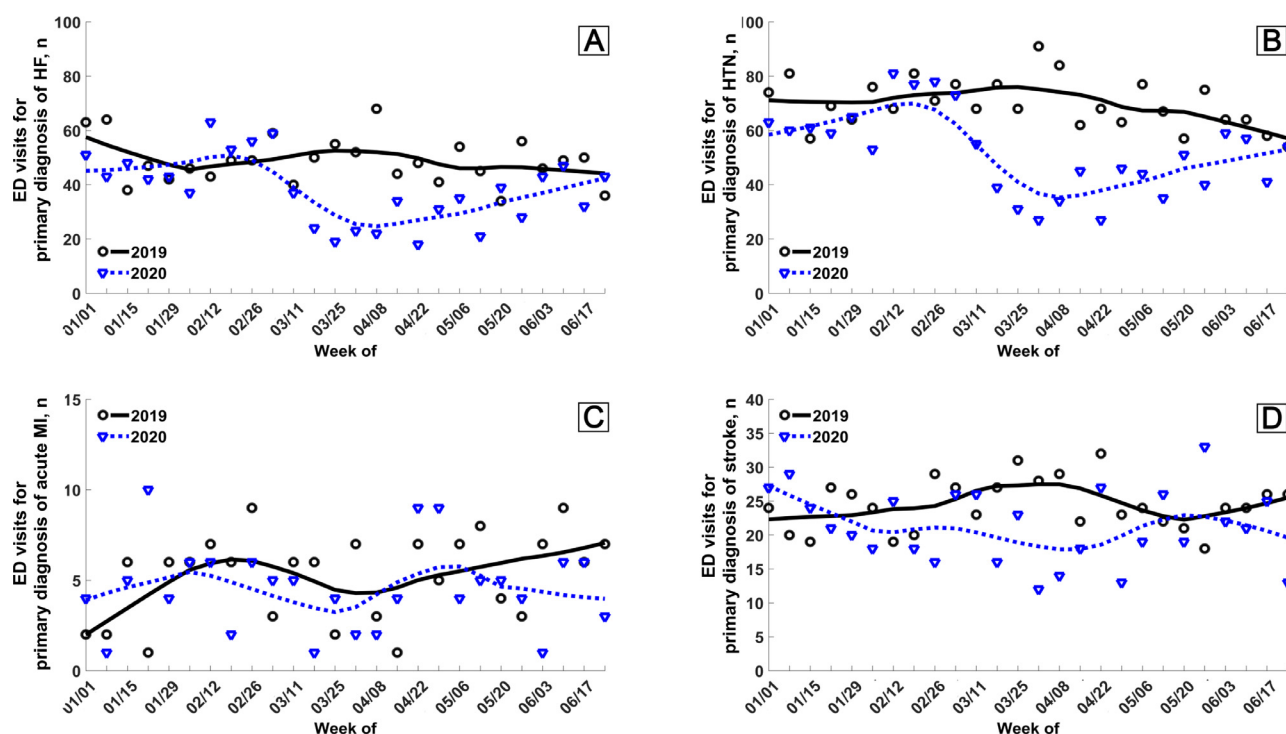 A
ED visits for
primary diagnosis of HF, n
100
80
60
40
20
0
2019
2020
01/01 01/15 01/29 02/12 02/26 03/11 03/25 04/08 04/22 05/06 05/20 06/03 06/17
Week of
B
ED visits for
primary diagnosis of HTN, n
100
80
60
40
20
0
2019
2020
01/01 01/15 01/29 02/12 02/26 03/11 03/25 04/08 04/22 05/06 05/20 06/03 06/17
Week of
C
ED visits for
primary diagnosis of acute MI, n
15
10
5
0
2019
2020
01/01 01/15 01/29 02/12 02/26 03/11 03/25 04/08 04/22 05/06 05/20 06/03 06/17
Week of
D
ED visits for
primary diagnosis of stroke, n
40
35
30
25
20
15
10
5
0
2019
2020
01/01 01/15 01/29 02/12 02/26 03/11 03/25 04/08 04/22 05/06 05/20 06/03 06/17
Week of